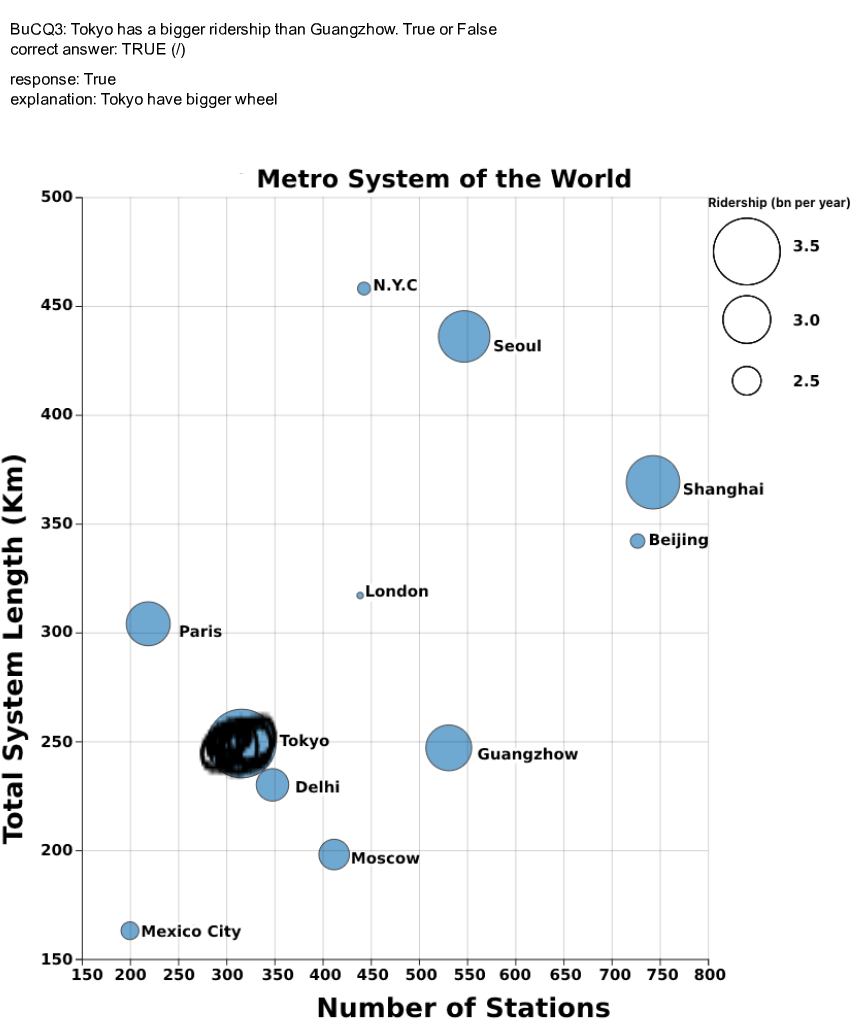 BuCQ3: Tokyo has a bigger ridership than Guangzhow. True or False
correct answer: TRUE (/)
response: True
explanation: Tokyo have bigger wheel
Metro System of the World
Ridership (bn per year)
3.5
3.0
2.5
Total System Length (Km)
500
450
400
350
300
250
200
150
N.Y.C
Seoul
Shanghai
Beijing
London
Paris
Tokyo
Guangzhow
Delhi
Moscow
Mexico City
150 200 250 300 350 400 450 500 550 600 650 700 750 800
Number of Stations